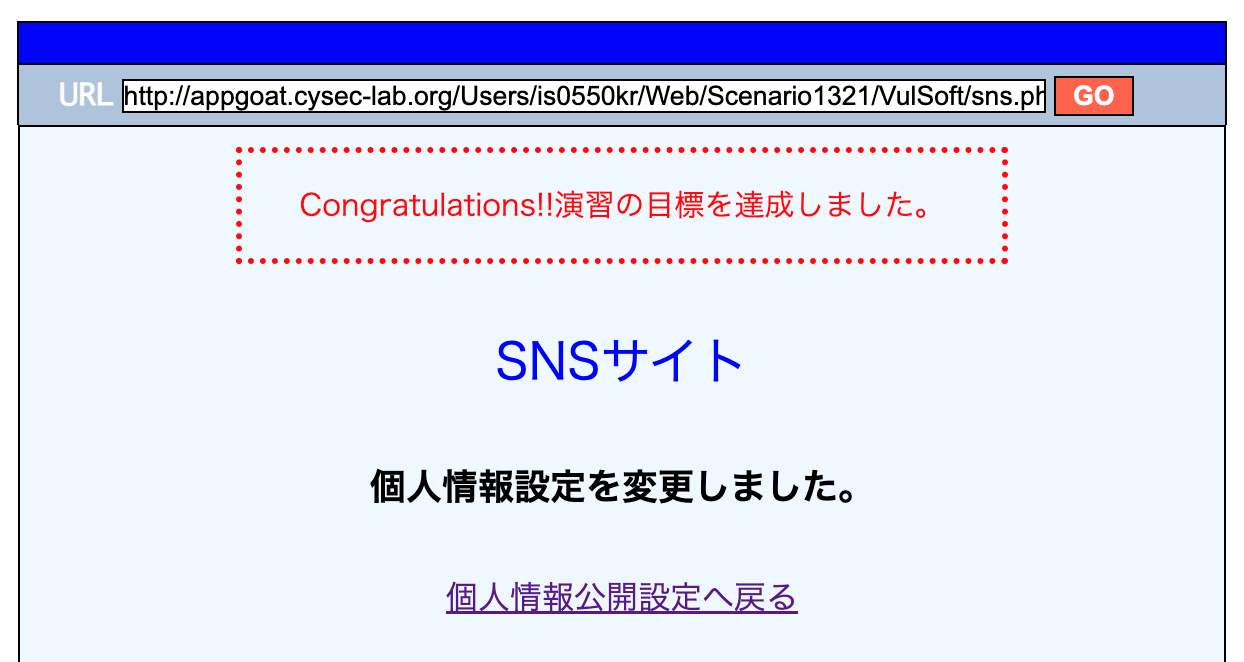 URL http://appgoat.cysec-lab.org/Users/is0550kr/Web/Scenario1321/VulSoft/sns.ph GO
Congratulations!!演習の目標を達成しました。
SNSサイト
個人情報設定を変更しました。
個人情報公開設定へ戻る